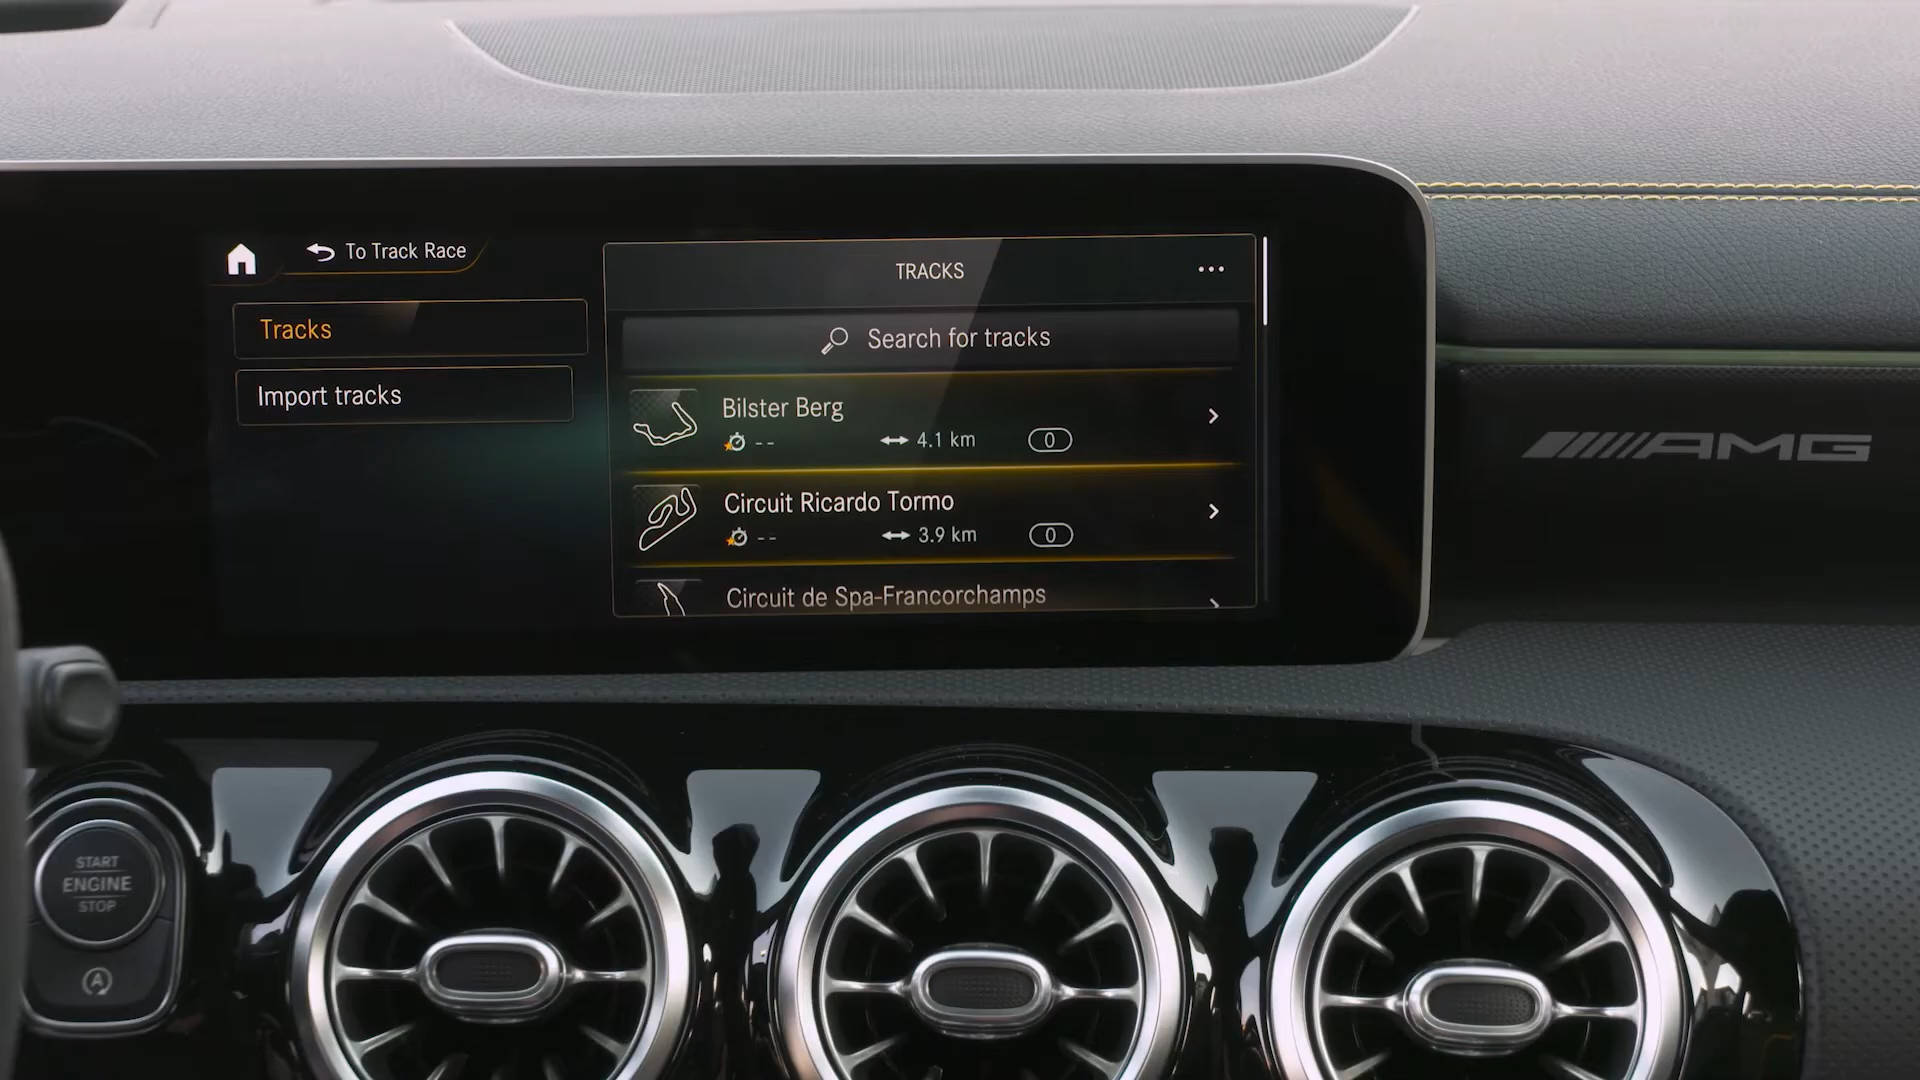 To Track Race
Tracks
Import tracks
TRACKS
Search for tracks
Bilster Berg
-- 4.1 km 0
Circuit Ricardo Tormo
-- 3.9 km 0
Circuit de Spa-Francorchamps
AMG
START
ENGINE
STOP
A